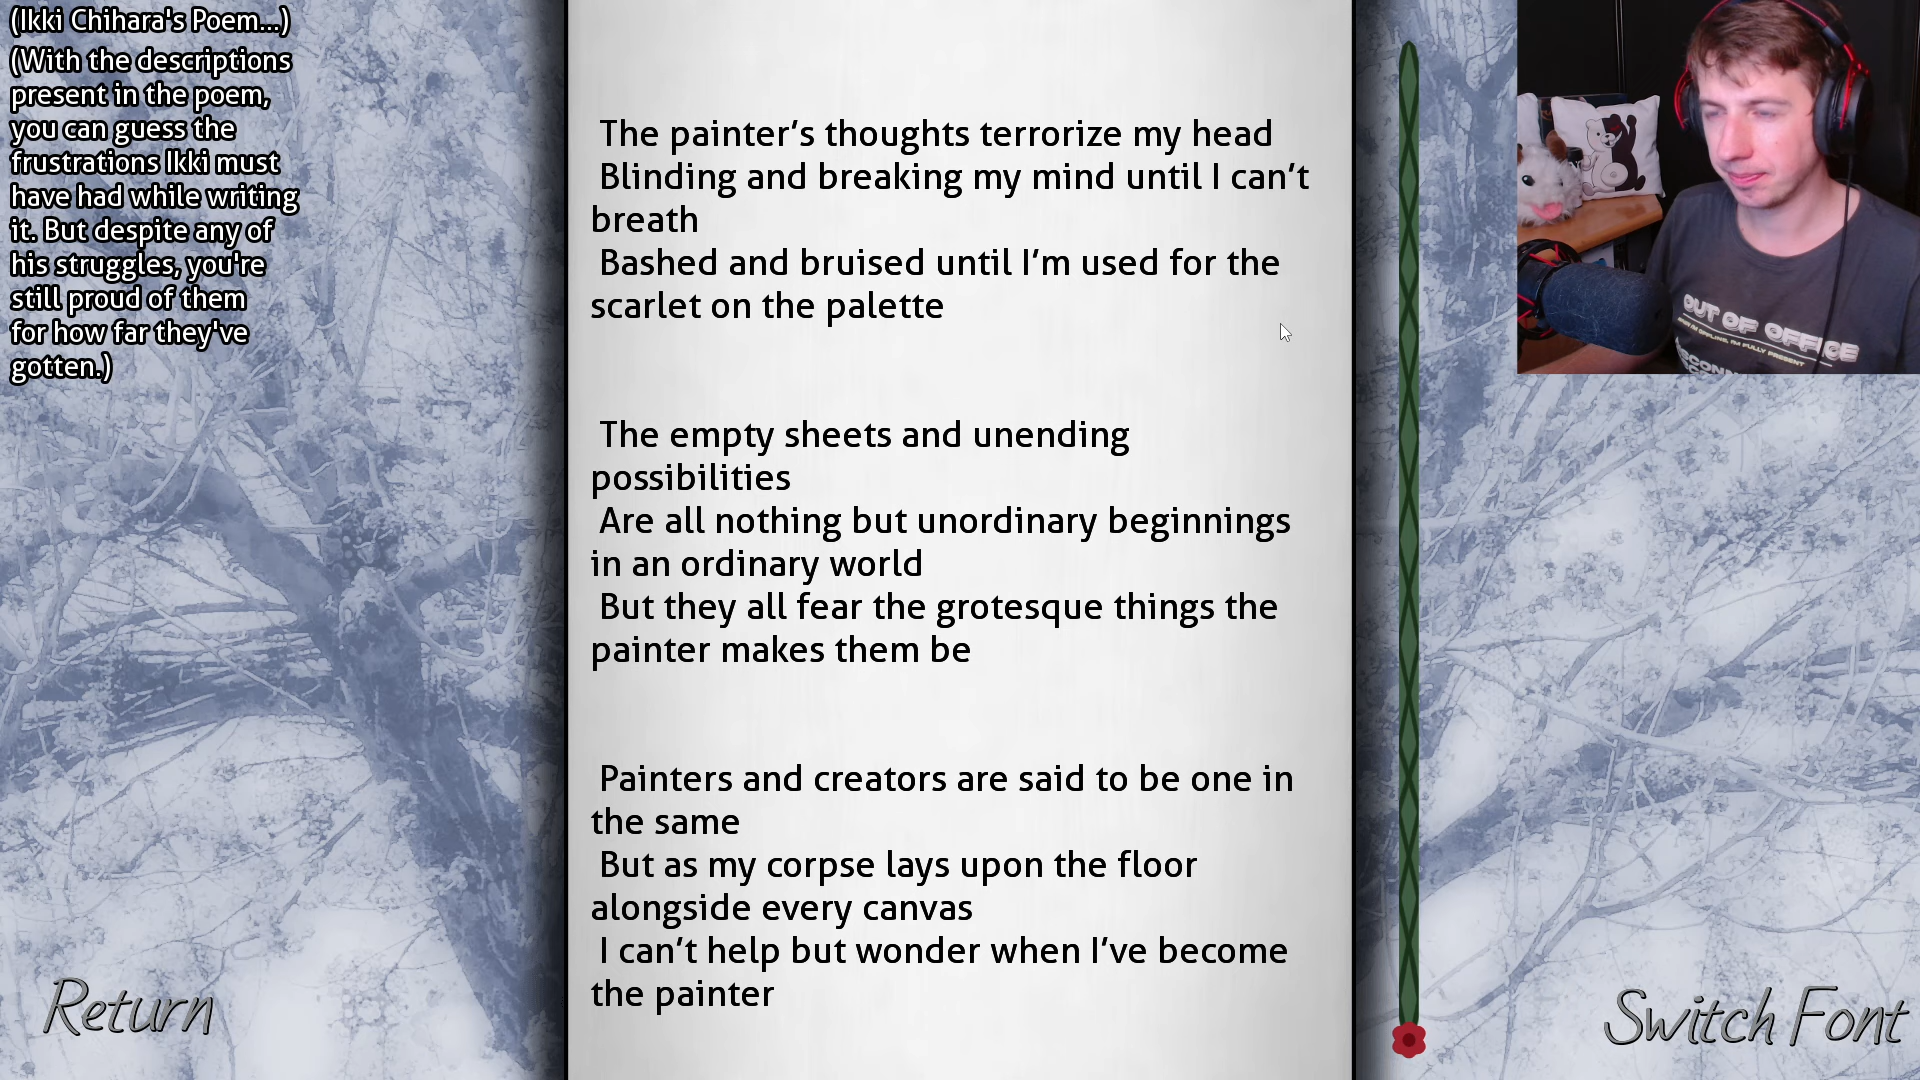 (Ikki Chihara's Poem...)
(With the descriptions
present in the poem,
you can guess the
frustrations Ikki must
have had while writing
it. But despite any of
his struggles, you're
still proud of them
for how far they've
gotten.)
The painter’s thoughts terrorize my head
Blinding and breaking my mind until I can’t
breath
Bashed and bruised until I’m used for the
scarlet on the palette
The empty sheets and unending
possibilities
Are all nothing but unordinary beginnings
in an ordinary world
But they all fear the grotesque things the
painter makes them be
Painters and creators are said to be one in
the same
But as my corpse lays upon the floor
alongside every canvas
I can’t help but wonder when I’ve become
the painter
Return
Switch Font
OUT OF OFFICE